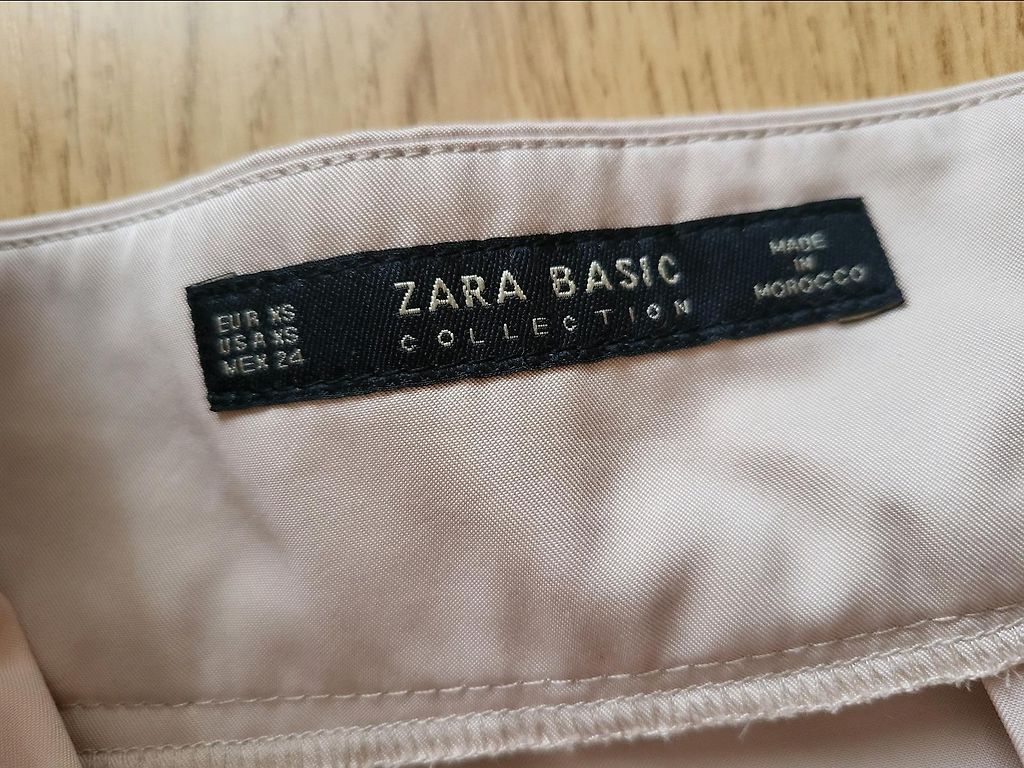 EUR XS
USA XS
MEX 24
ZARA BASIC
COLLECTION
MADE
IN
MOROCCO